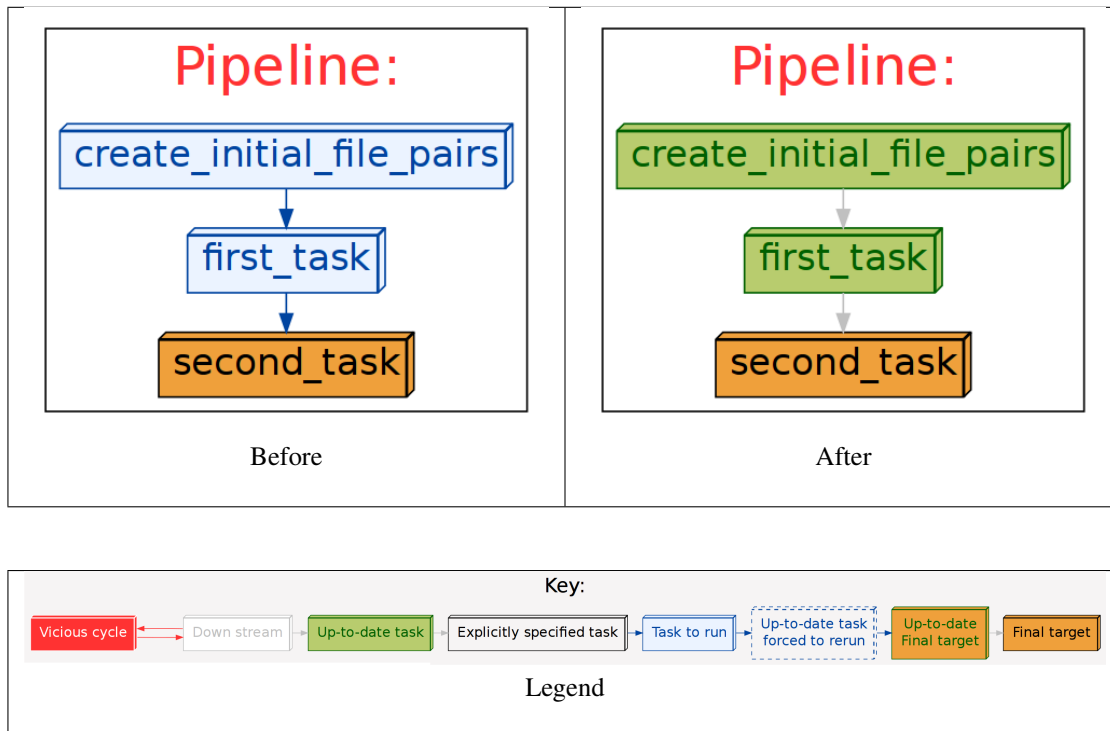 Pipeline:
create_initial_file_pairs
first_task
second_task
Before
Pipeline:
create_initial_file_pairs
first_task
second_task
After
Key:
Vicious cycle
Down stream
Up-to-date task
Explicitly specified task
Task to run
Up-to-date task
forced to rerun
Up-to-date
Final target
Final target
Legend